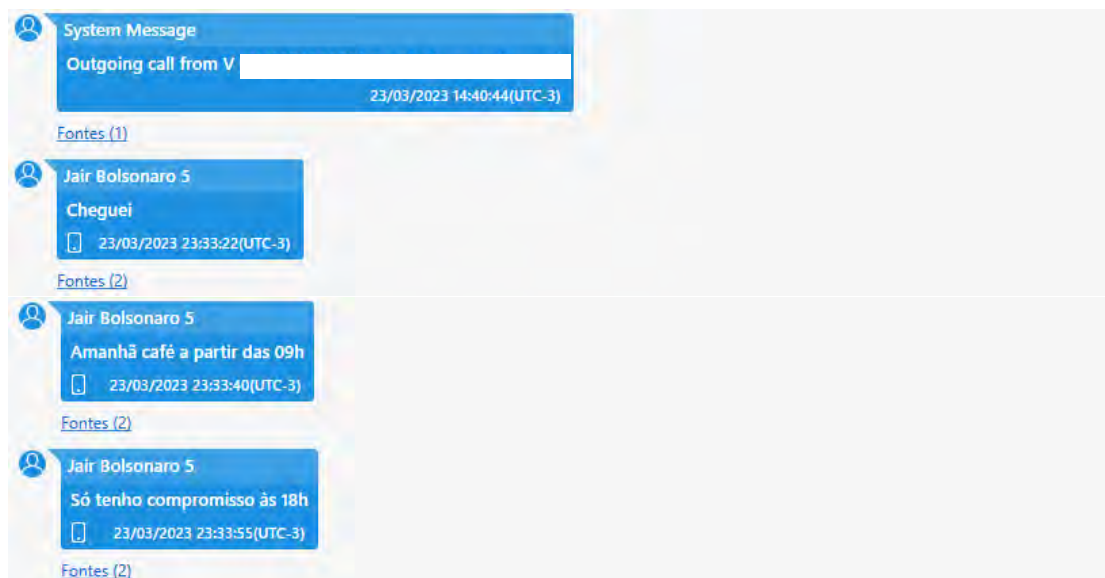 System Message
Outgoing call from V
23/03/2023 14:40:44(UTC-3)
Fontes (1)
Jair Bolsonaro 5
Cheguei
23/03/2023 23:33:22(UTC-3)
Fontes (2)
Jair Bolsonaro 5
Amanhã café a partir das 09h
23/03/2023 23:33:40(UTC-3)
Fontes (2)
Jair Bolsonaro 5
Só tenho compromisso às 18h
23/03/2023 23:33:55(UTC-3)
Fontes (2)